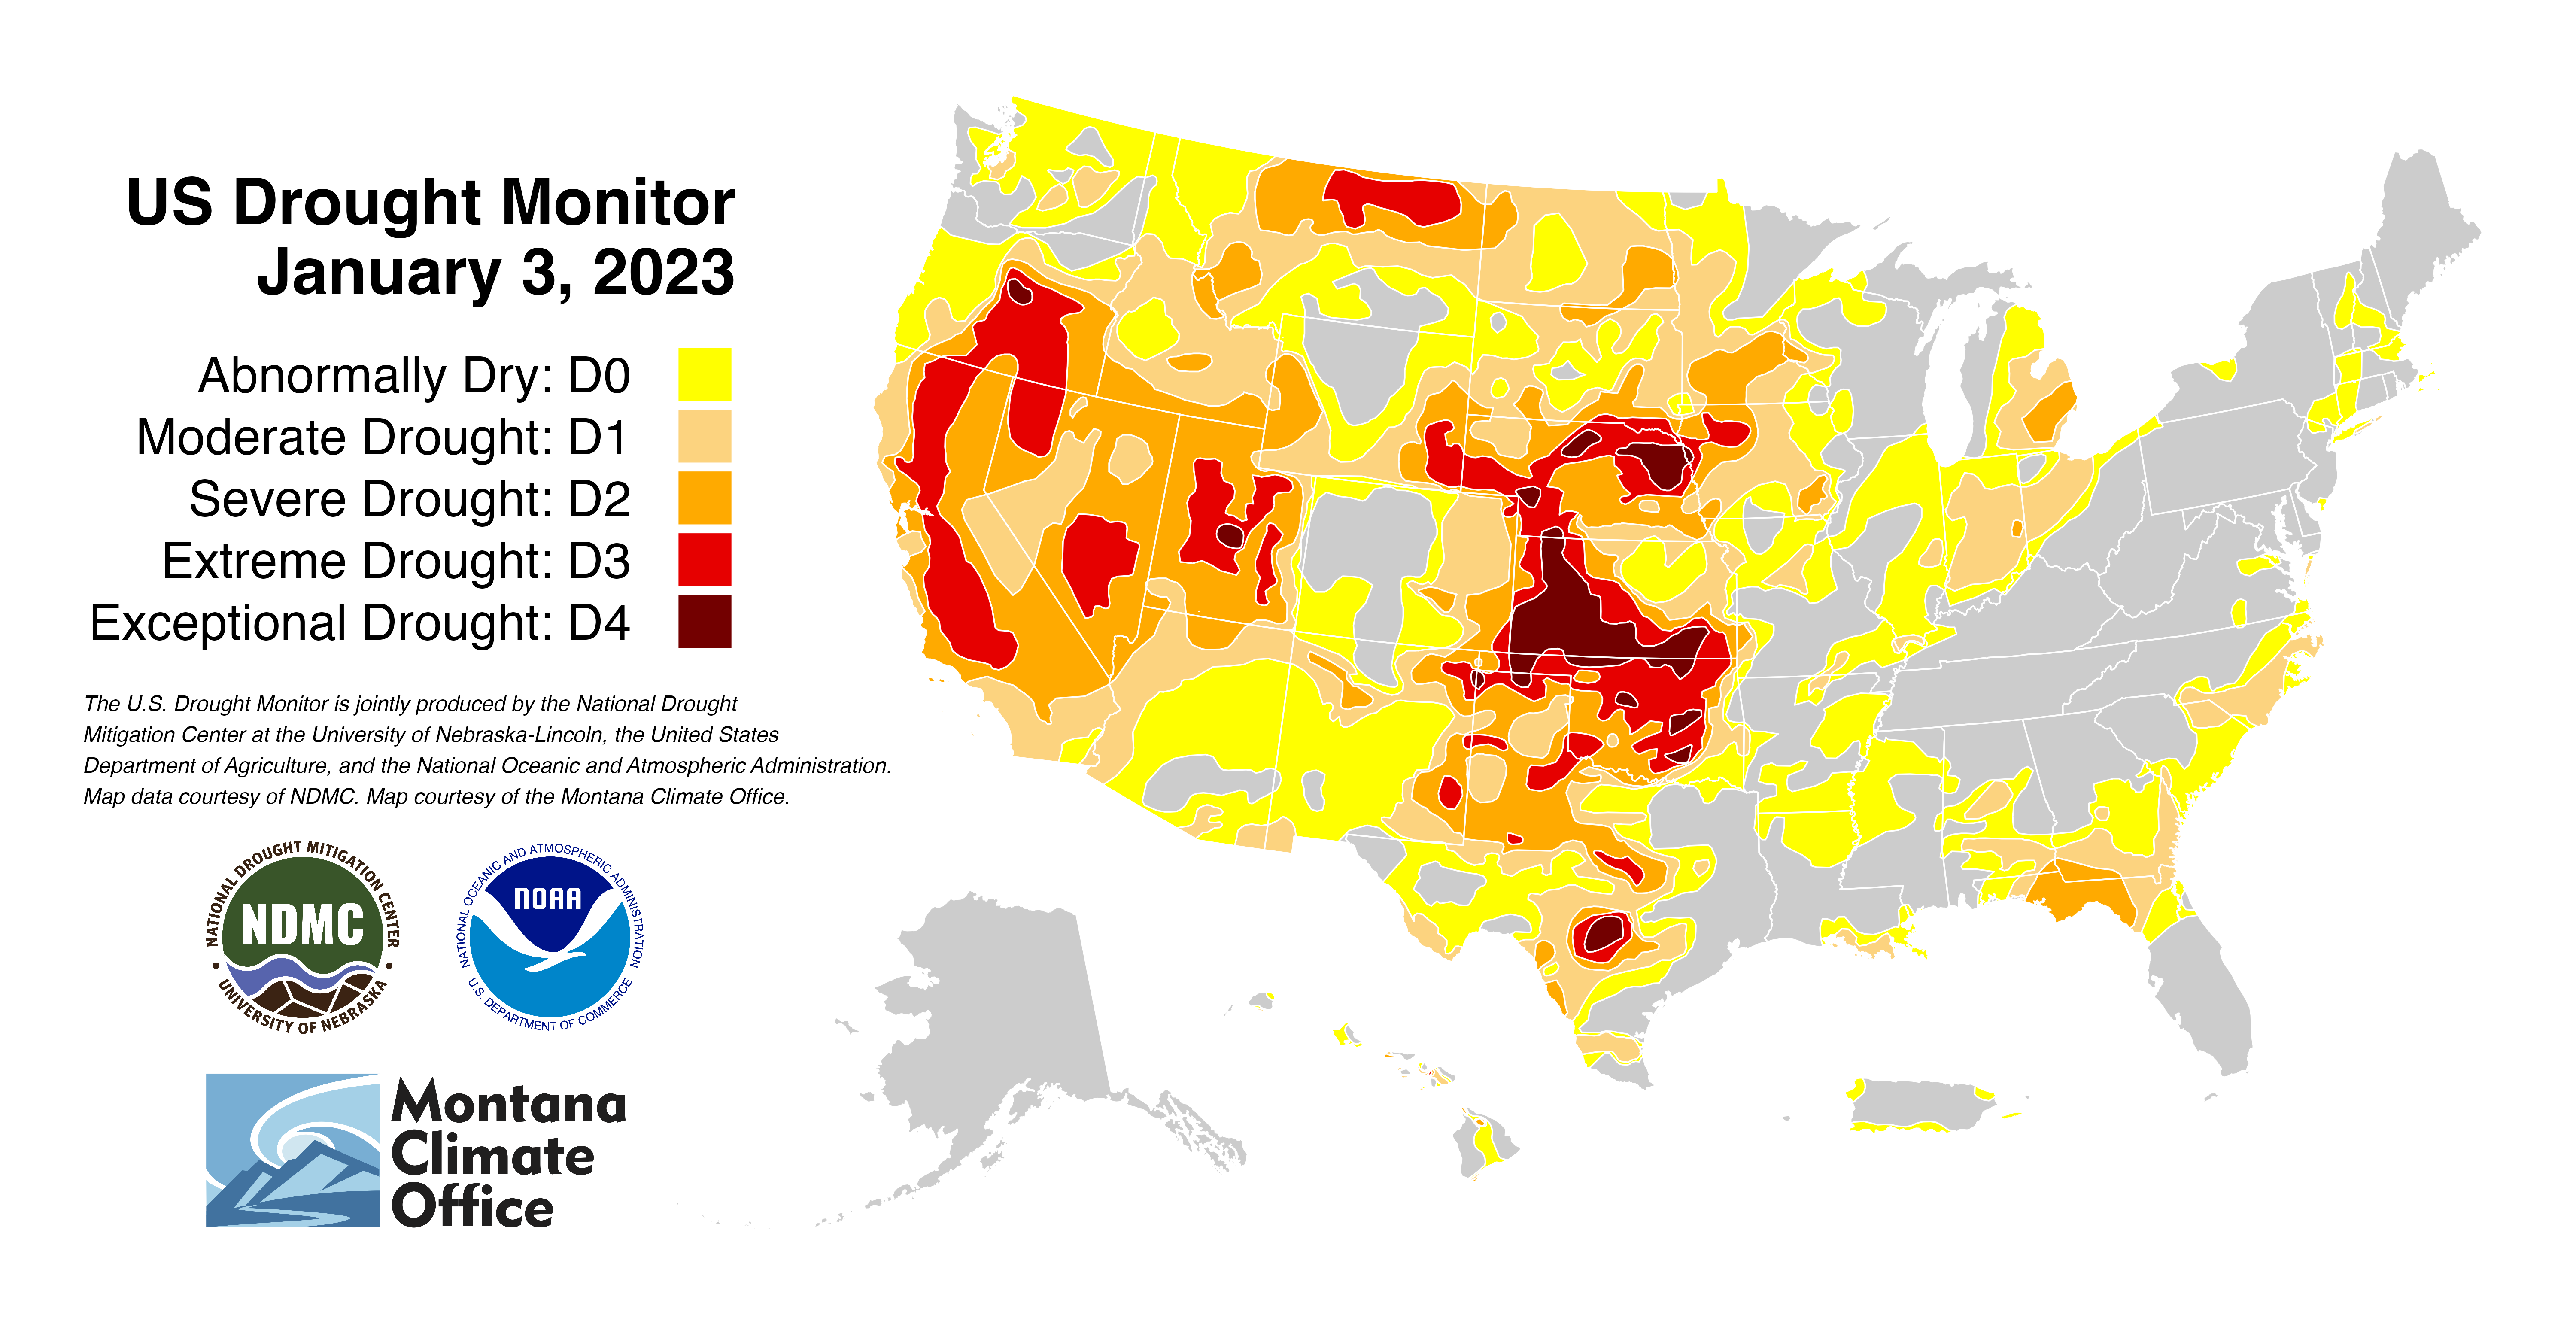 US Drought Monitor
January 3, 2023
Abnormally Dry: D0
Moderate Drought: D1
Severe Drought: D2
Extreme Drought: D3
Exceptional Drought: D4
The U.S. Drought Monitor is jointly produced by the National Drought
Mitigation Center at the University of Nebraska-Lincoln, the United States
Department of Agriculture, and the National Oceanic and Atmospheric Administration.
Map data courtesy of NDMC. Map courtesy of the Montana Climate Office.
NATIONAL DROUGHT MITIGATION CENTER
NDMC
• UNIVERSITY OF NEBRASKA •
NATIONAL OCEANIC AND ATMOSPHERIC ADMINISTRATION
NOAA
U.S. DEPARTMENT OF COMMERCE
Montana
Climate
Office